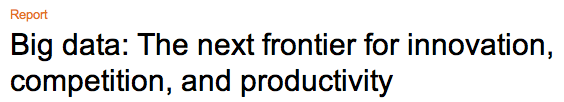 Report
Big data: The next frontier for innovation,
competition, and productivity